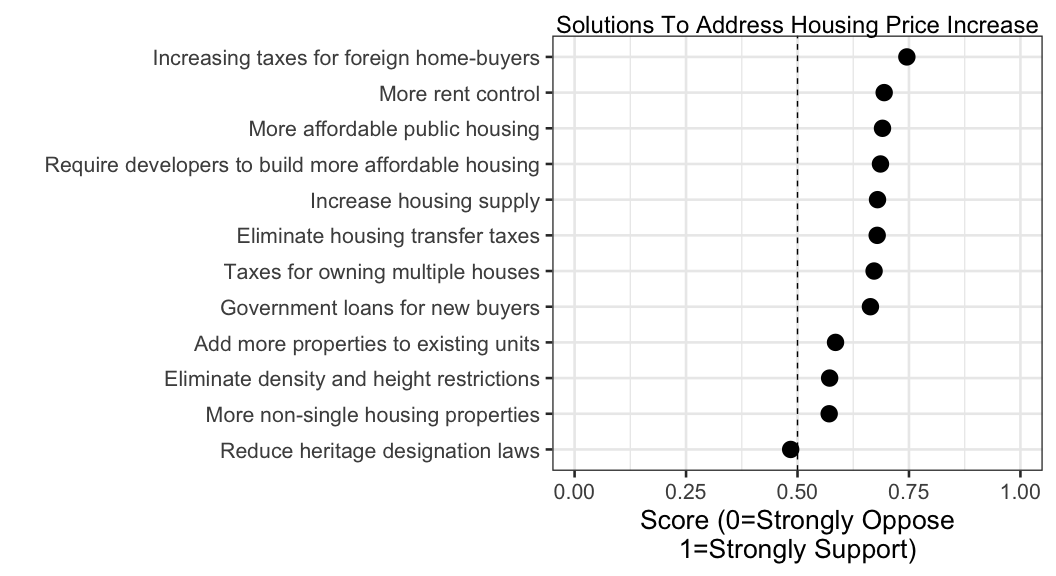 Solutions To Address Housing Price Increase
Increasing taxes for foreign home-buyers
More rent control
More affordable public housing
Require developers to build more affordable housing
Increase housing supply
Eliminate housing transfer taxes
Taxes for owning multiple houses
Government loans for new buyers
Add more properties to existing units
Eliminate density and height restrictions
More non-single housing properties
Reduce heritage designation laws
0.00 0.25 0.50 0.75 1.00
Score (0=Strongly Oppose
1=Strongly Support)